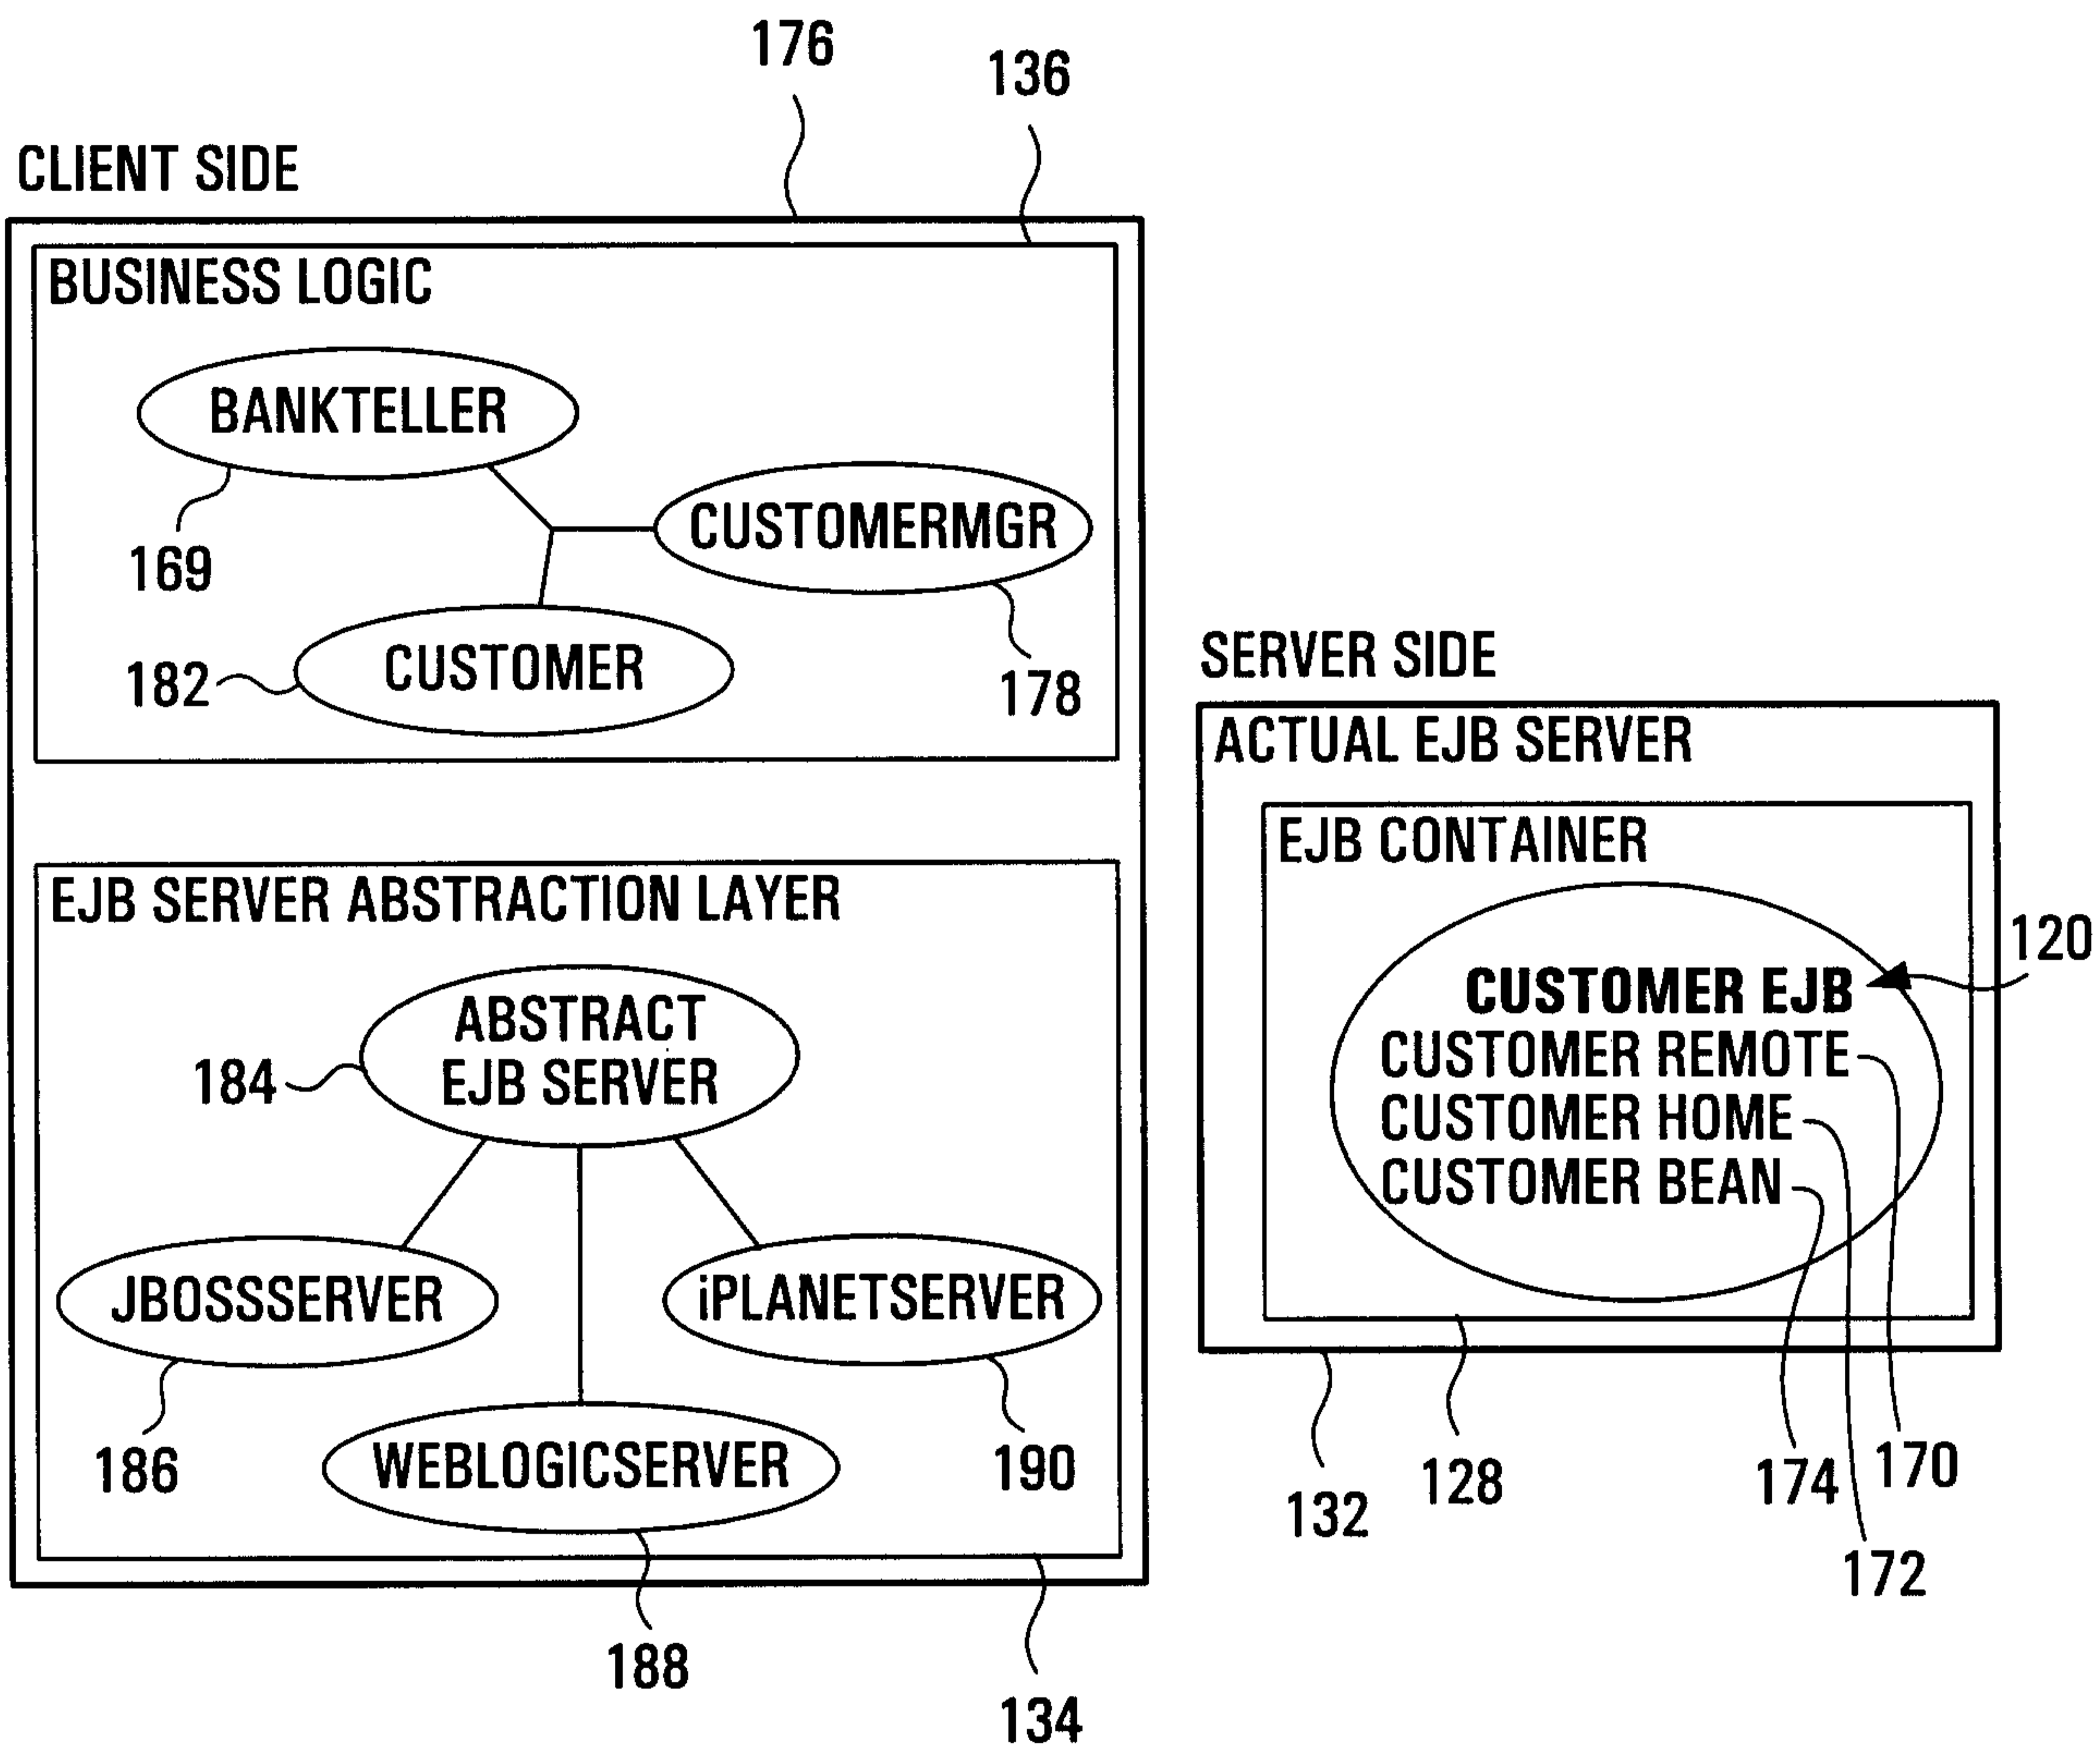 176
136
CLIENT SIDE
BUSINESS LOGIC
BANKTELLER
CUSTOMERMGR
169
CUSTOMER
182
178
EJB SERVER ABSTRACTION LAYER
ABSTRACT
EJB SERVER
184
JBOSSSERVER
iPLANETSERVER
186
WEBLOGICSERVER
190
188
134
SERVER SIDE
ACTUAL EJB SERVER
EJB CONTAINER
120
CUSTOMER EJB
CUSTOMER REMOTE
CUSTOMER HOME
CUSTOMER BEAN
132
128
174
170
172